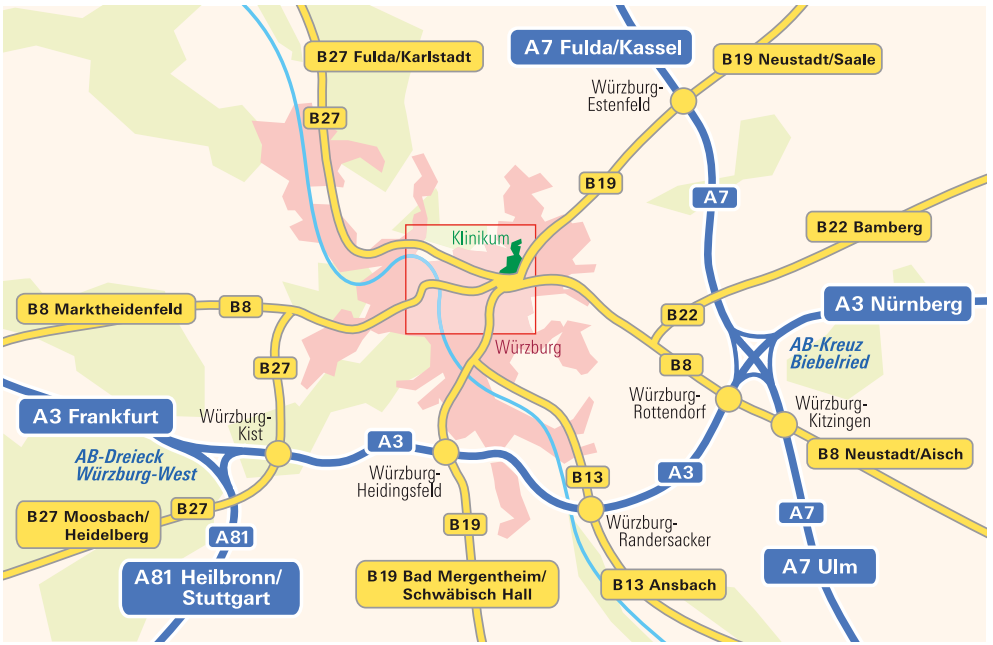 B27 Fulda/Karlstadt
A7 Fulda/Kassel
B19 Neustadt/Saale
Würzburg-
Estenfeld
B27
B19
A7
B22 Bamberg
Klinikum
B8 Marktheidenfeld
B8
B22
A3 Nürnberg
Würzburg
AB-Kreuz
Biebelried
B27
B8
Würzburg-
Rottendorf
Würzburg-
Kitzingen
A3 Frankfurt
Würzburg-
Kist
A3
AB-Dreieck
Würzburg-West
Würzburg-
Heidingsfeld
B13
A3
B8 Neustadt/Aisch
B27 Moosbach/
Heidelberg
B27
A81
B19
Würzburg-
Randersacker
A7
A81 Heilbronn/
Stuttgart
B19 Bad Mergentheim/
Schwäbisch Hall
B13 Ansbach
A7 Ulm